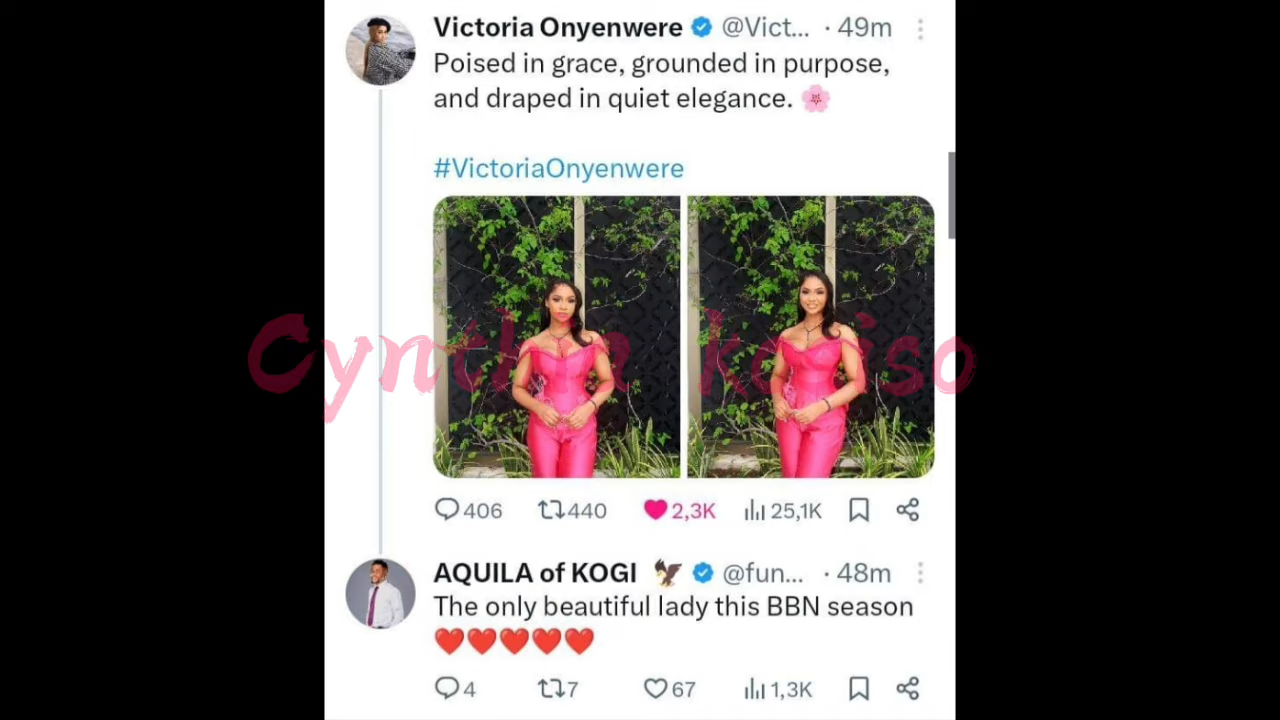 Victoria Onyenwere @Vict... · 49m
Poised in grace, grounded in purpose,
and draped in quiet elegance. 🌸
#VictoriaOnyenwere
Cynthia
406 440 2,3K 25,1K
AQUILA of KOGI 🦅 @fun... · 48m
The only beautiful lady this BBN season
❤️❤️❤️❤️❤️
4 7 67 1,3K